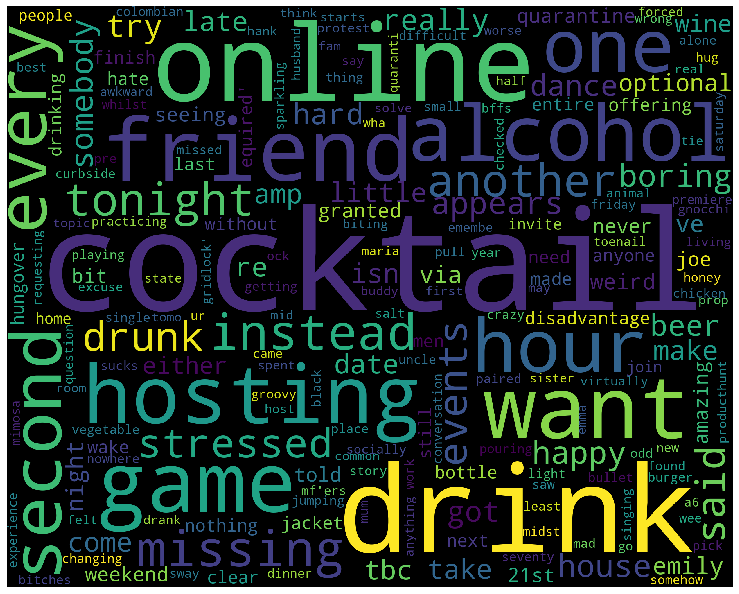 people
colombian
hank
think
starts
protest
quarantine
forced
wrong
try
late
really
wine
online
one
difficult
worse
alone
hug
best
finish
husband
fam
say
thing
quaranti
half
real
every
somebody
drinking
hate
awkward
whilst
sparkling
dance
optional
seeing
hard
solve
small
bffs
entire
offering
saturday
friend
alcohol
equired'
missed
wha
checked
tie
curbside
pre
last
biting
another
animal
boring
friday
premiere
tonight
amp
little
appears
topic
practicing
without
granted
invite
never
gnocchi
living
cocktail
hungover
requesting
playing
bit
excuse
state
re
gridlock'
maria
ock
getting
isn
buddy
pull
via
year
first
emembe
need
made
may
weird
anyone
ve
toenail
joe
honey
chicken
prop
home
singletomo
ur
mid
salt
men
crazy
disadvantage
question
drunk
instead
hour
beer
make
second
room
sucks
came
spent
either
date
uncle
events
paired
sister
virtually
join
mimosa
hosting
groovy
host
black
want
emma
amazing
producthunt
vegetable
nowhere
stressed
place
common
socially
still
conversation
pouring
happy
odd
new
found
said
night
wake
told
story
bottle
light
saw
bullet
burger
experience
felt
game
drank
mf'ers
jumping
mum
anything
work
drink
least
midst
singing
a6
wee
bitches
come
nothing
jacket
got
next
seventy
mad
go
pick
changing
missing
house
emily
weekend
sway
clear
dinner
tbc
take
21st
somehow